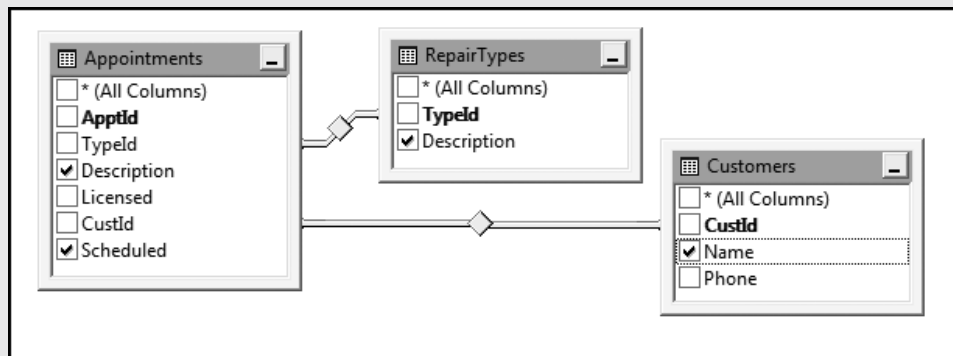 Appointments
* (All Columns)
ApptId
TypeId
Description
Licensed
CustId
Scheduled
RepairTypes
* (All Columns)
TypeId
Description
Customers
* (All Columns)
CustId
Name
Phone